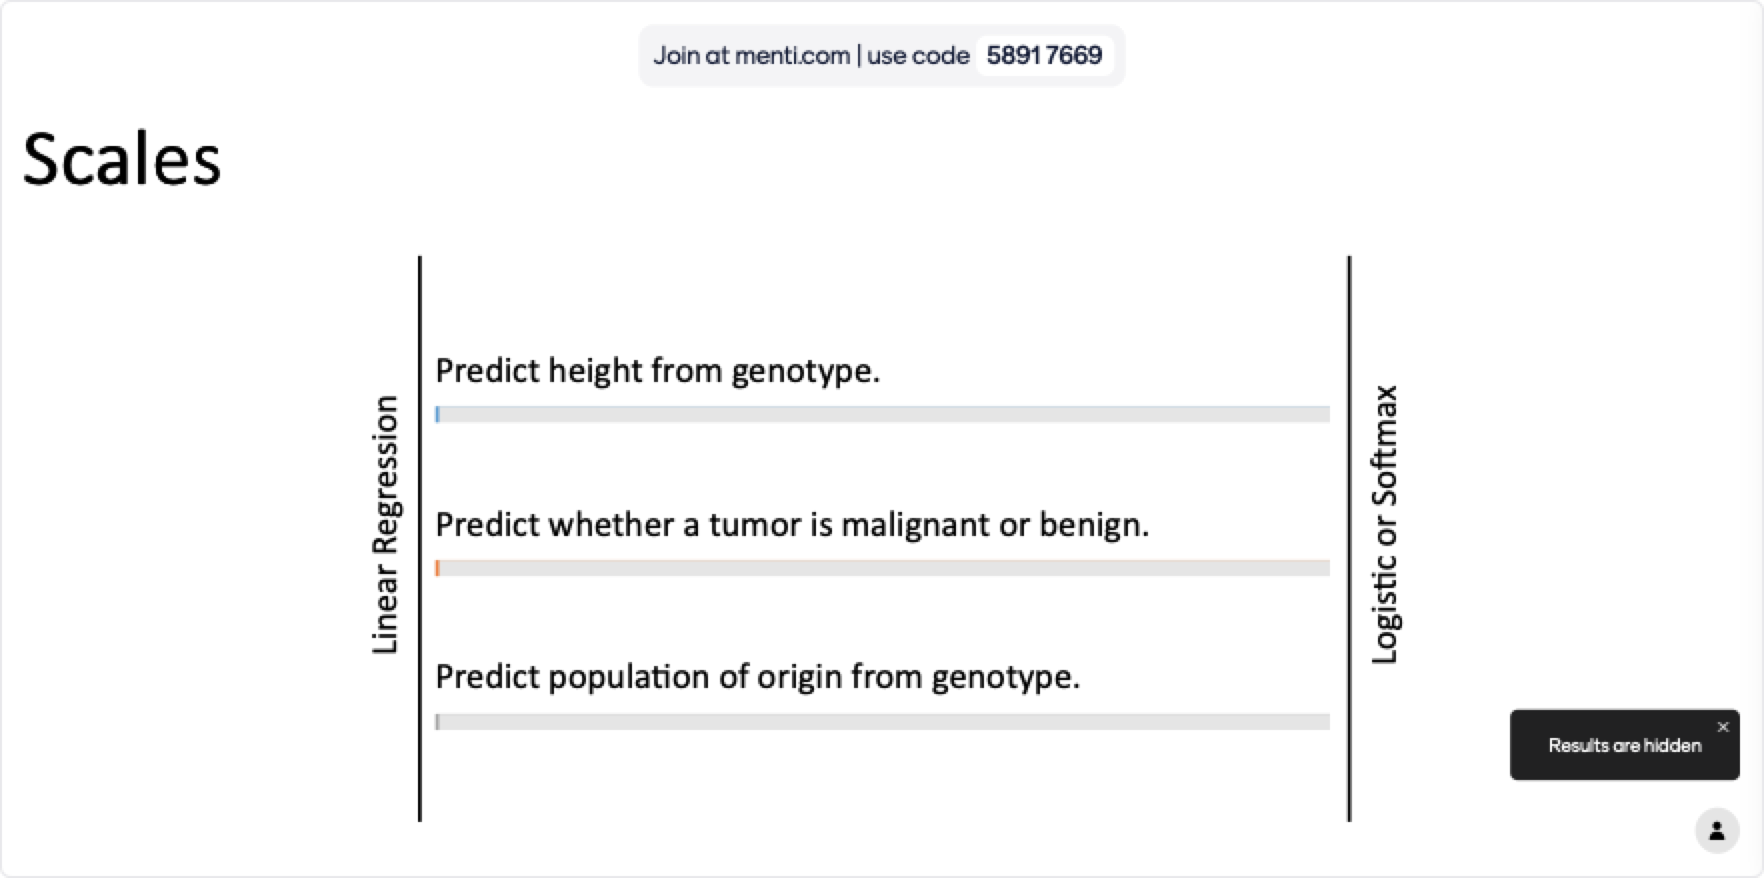 Join at menti.com | use code 5891 7669
Scales
Linear Regression
Predict height from genotype.
Predict whether a tumor is malignant or benign.
Predict population of origin from genotype.
Logistic or Softmax
Results are hidden